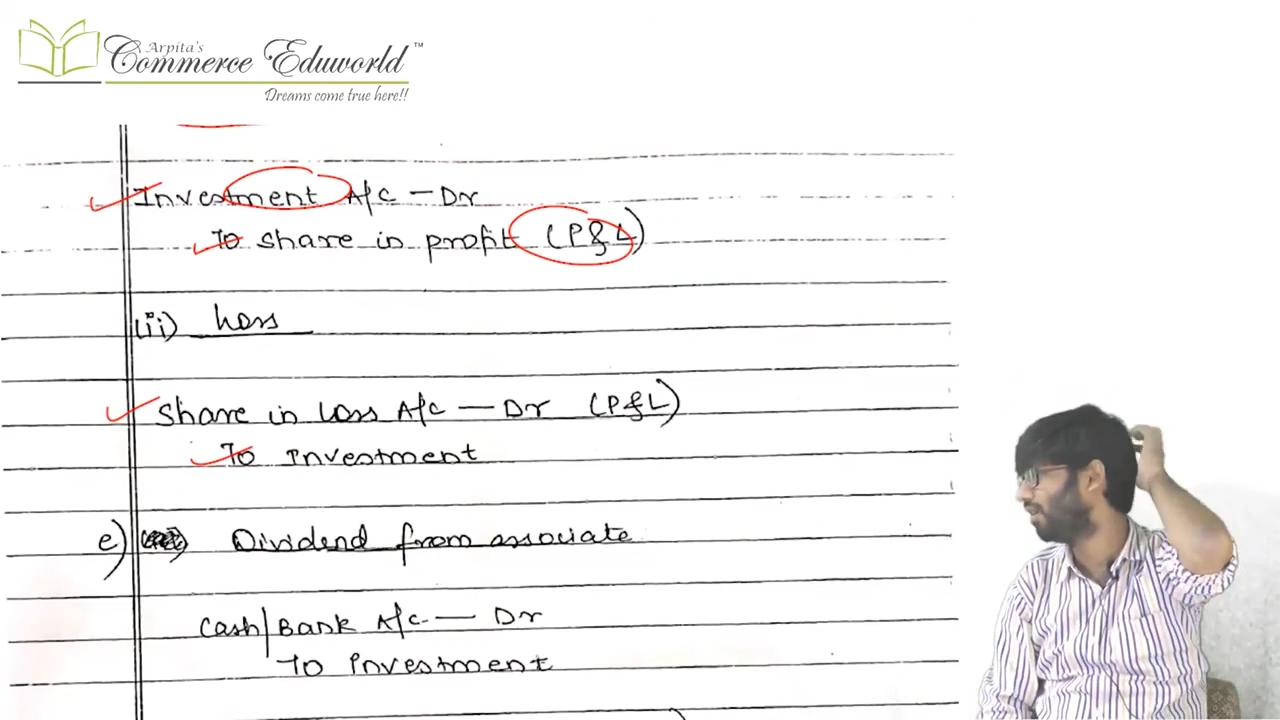 Arpita's
Commerce Eduworld™
Dreams come true here!!
Investment A/c — Dr
To share in profit (P&L)
(ii) Loss
Share in Loss A/c — Dr (P&L)
To Investment
e) Dividend from associate
Cash/Bank A/c — Dr
To Investment